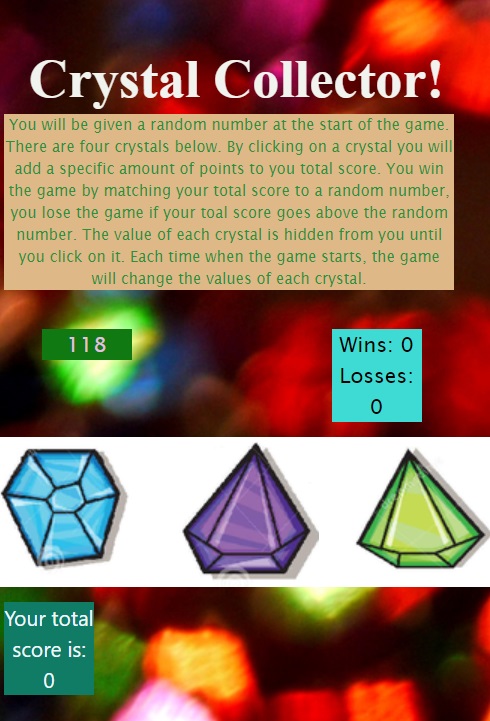 Crystal Collector!
You will be given a random number at the start of the game.
There are four crystals below. By clicking on a crystal you will
add a specific amount of points to you total score. You win
the game by matching your total score to a random number,
you lose the game if your toal score goes above the random
number. The value of each crystal is hidden from you until
you click on it. Each time when the game starts, the game
will change the values of each crystal.
118
Wins: 0
Losses:
0
Your total
score is:
0